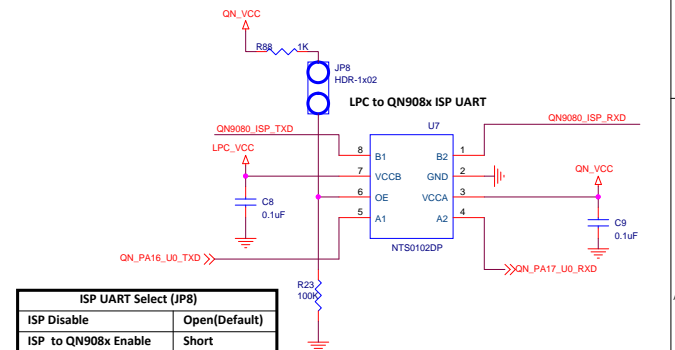 QN_VCC
R88 1K
JP8
HDR-1x02
LPC to QN908x ISP UART
QN9080_ISP_TXD
U7
QN9080_ISP_RXD
LPC_VCC
8 B1
B2 1
7 VCCB
GND 2
QN_VCC
6 OE
VCCA 3
5 A1
A2 4
C8
0.1uF
C9
0.1uF
NTS0102DP
QN_PA16_U0_TXD
QN_PA17_U0_RXD
R23
100K
ISP UART Select (JP8)
ISP Disable Open(Default)
ISP to QN908x Enable Short